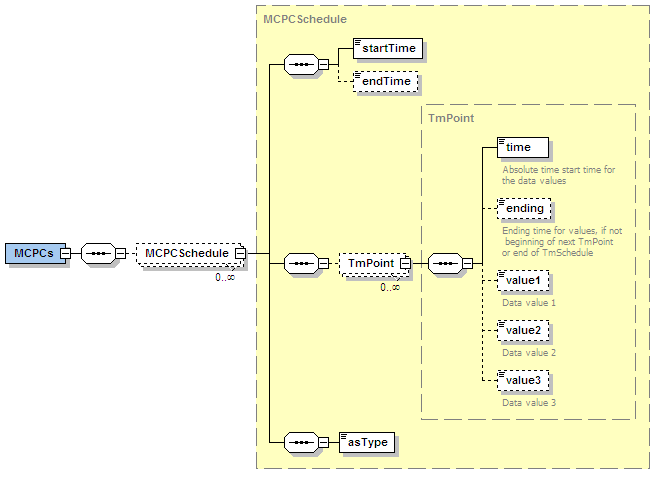 MCPCSchedule
startTime
endTime
TmPoint
time
Absolute time start time for
the data values
ending
Ending time for values, if not
beginning of next TmPoint
or end of TmSchedule
MCPCs
MCPCSchedule
0..∞
TmPoint
0..∞
value1
Data value 1
value2
Data value 2
value3
Data value 3
asType